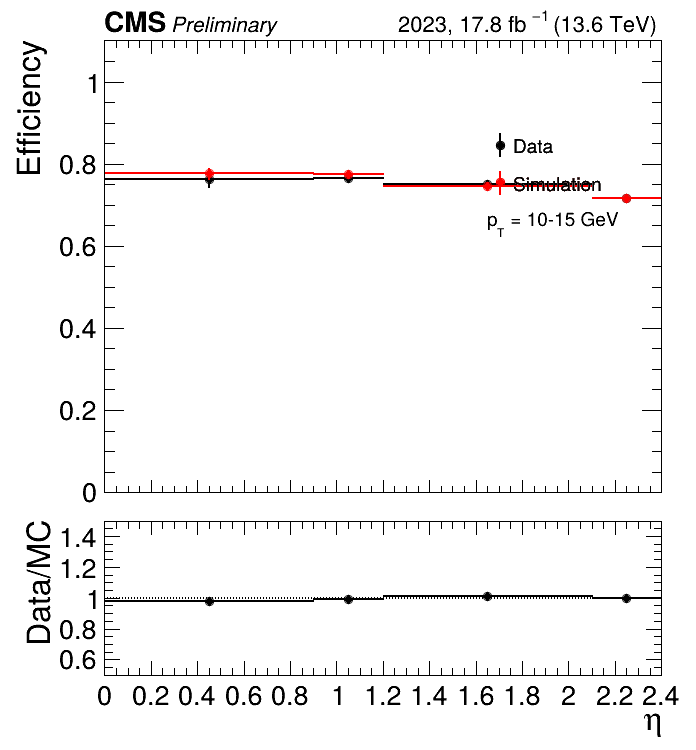 CMS Preliminary 2023, 17.8 fb⁻¹ (13.6 TeV)
Efficiency
1
0.8
0.6
0.4
0.2
0
Data
Simulation
p_T = 10-15 GeV
Data/MC
1.4
1.2
1
0.8
0.6
0 0.2 0.4 0.6 0.8 1 1.2 1.4 1.6 1.8 2 2.2 2.4
η